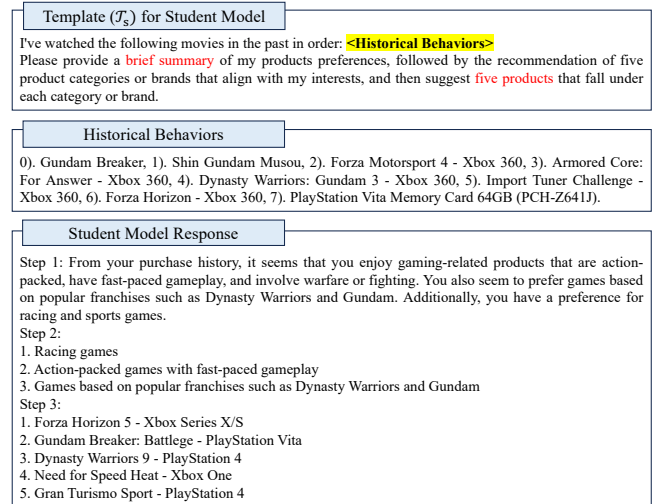 Template (𝒯s) for Student Model
I've watched the following movies in the past in order: <Historical Behaviors>
Please provide a brief summary of my products preferences, followed by the recommendation of five
product categories or brands that align with my interests, and then suggest five products that fall under
each category or brand.
Historical Behaviors
0). Gundam Breaker, 1). Shin Gundam Musou, 2). Forza Motorsport 4 - Xbox 360, 3). Armored Core:
For Answer - Xbox 360, 4). Dynasty Warriors: Gundam 3 - Xbox 360, 5). Import Tuner Challenge -
Xbox 360, 6). Forza Horizon - Xbox 360, 7). PlayStation Vita Memory Card 64GB (PCH-Z641J).
Student Model Response
Step 1: From your purchase history, it seems that you enjoy gaming-related products that are action-
packed, have fast-paced gameplay, and involve warfare or fighting. You also seem to prefer games based
on popular franchises such as Dynasty Warriors and Gundam. Additionally, you have a preference for
racing and sports games.
Step 2:
1. Racing games
2. Action-packed games with fast-paced gameplay
3. Games based on popular franchises such as Dynasty Warriors and Gundam
Step 3:
1. Forza Horizon 5 - Xbox Series X/S
2. Gundam Breaker: Battlege - PlayStation Vita
3. Dynasty Warriors 9 - PlayStation 4
4. Need for Speed Heat - Xbox One
5. Gran Turismo Sport - PlayStation 4